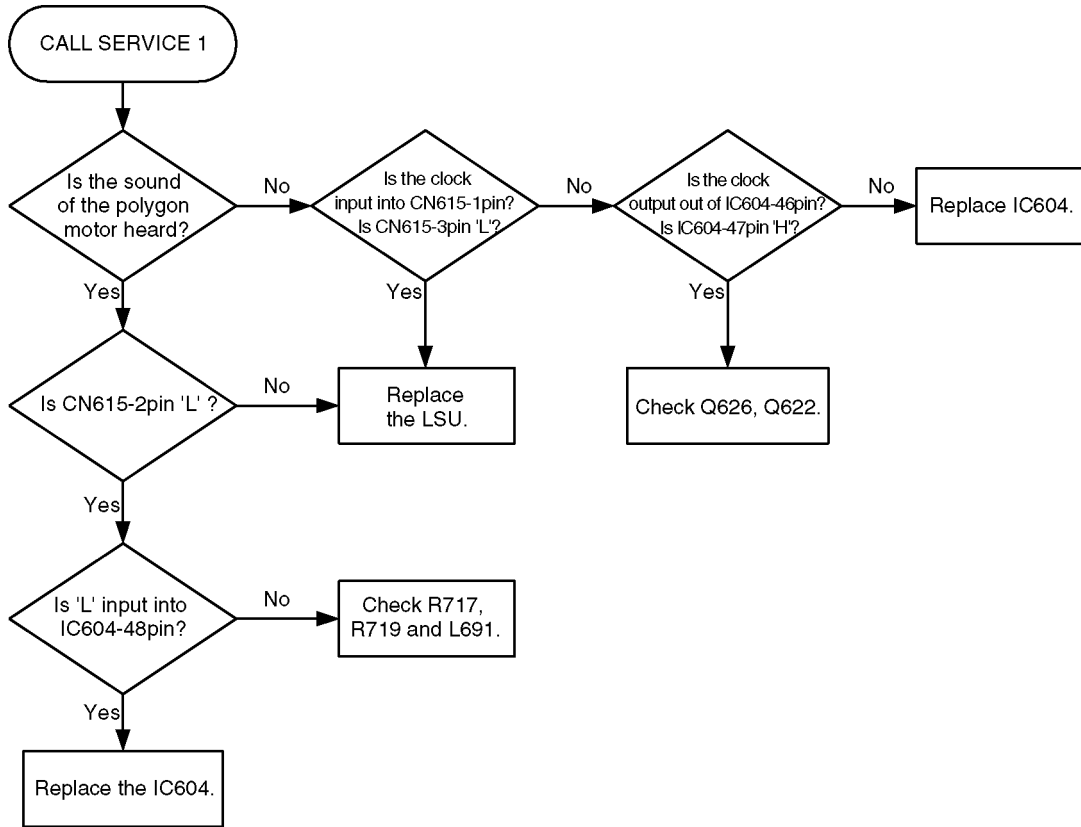 CALL SERVICE 1
Is the sound
of the polygon
motor heard?
No
Is the clock
input into CN615-1pin?
Is CN615-3pin 'L'?
No
Is the clock
output out of IC604-46pin?
Is IC604-47pin 'H'?
No
Replace IC604.
Yes
Yes
Yes
Is CN615-2pin 'L' ?
No
Replace
the LSU.
Check Q626, Q622.
Yes
Is 'L' input into
IC604-48pin?
No
Check R717,
R719 and L691.
Yes
Replace the IC604.